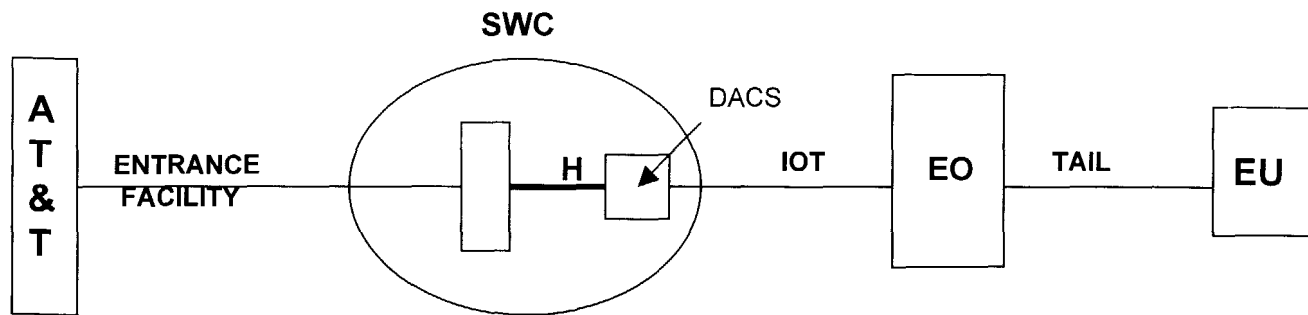 SWC
DACS
A
T
&
T
ENTRANCE
FACILITY
H
IOT
EO
TAIL
EU